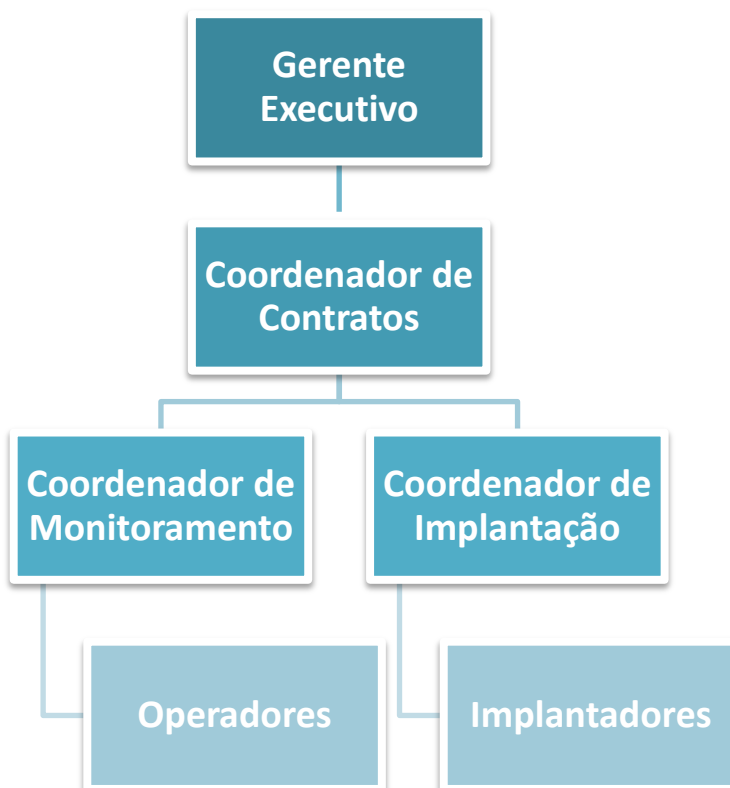 Gerente
Executivo
Coordenador de
Contratos
Coordenador de
Monitoramento
Coordenador de
Implantação
Operadores
Implantadores